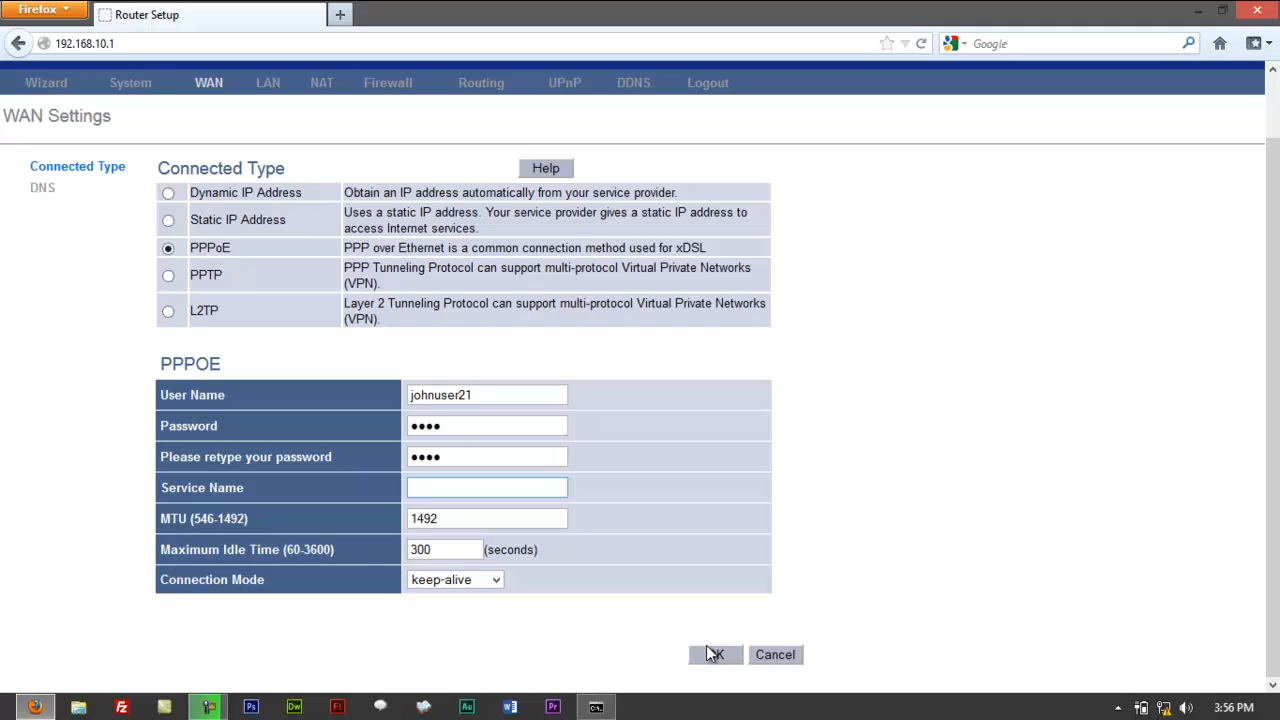 Firefox
Router Setup
192.168.10.1
Google
Wizard System WAN LAN NAT Firewall Routing UPnP DDNS Logout
WAN Settings
Connected Type
DNS
Connected Type
Help
Dynamic IP Address Obtain an IP address automatically from your service provider.
Static IP Address Uses a static IP address. Your service provider gives a static IP address to
access Internet services.
PPPoE PPP over Ethernet is a common connection method used for xDSL
PPTP PPP Tunneling Protocol can support multi-protocol Virtual Private Networks
(VPN).
L2TP Layer 2 Tunneling Protocol can support multi-protocol Virtual Private Networks
(VPN).
PPPOE
User Name johnuser21
Password ●●●●
Please retype your password ●●●●
Service Name
MTU (546-1492) 1492
Maximum Idle Time (60-3600) 300 (seconds)
Connection Mode keep-alive
Cancel
Ps Dw Fl Au W Pr C:\
3:56 PM